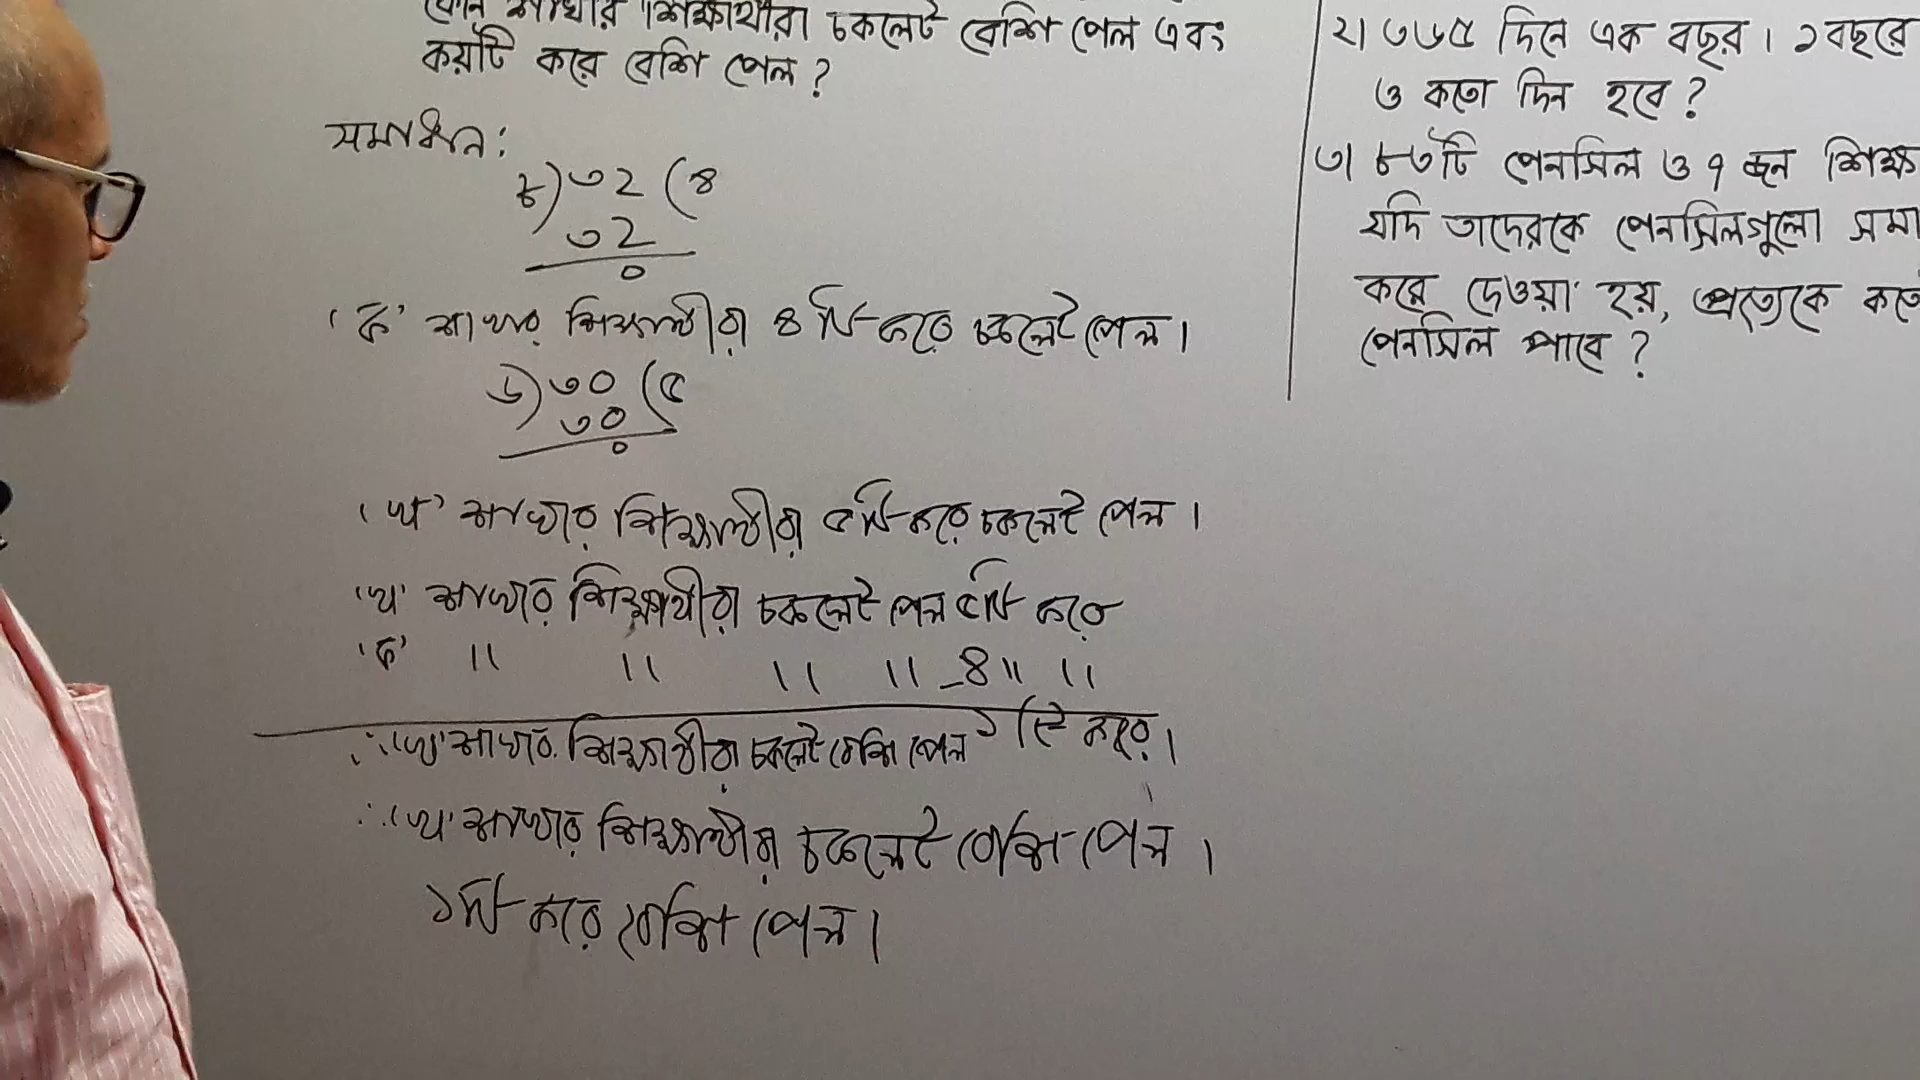 কোন শাখার শিক্ষার্থীরা চকলেট বেশি পেল এবং
কয়টি করে বেশি পেল?
সমাধান:
৮)৩২(৪
৩২
০
'ক' শাখার শিক্ষার্থীরা ৪টি করে চকলেট পেল।
৬)৩০(৫
৩০
০
'খ' শাখার শিক্ষার্থীরা ৫টি করে চকলেট পেল।
'খ' শাখার শিক্ষার্থীরা চকলেট পেল ৫টি করে
'ক' " " " " -৪ " "
∴ 'খ' শাখার শিক্ষার্থীরা চকলেট বেশি পেল ১টি করে।
∴ 'খ' শাখার শিক্ষার্থীরা চকলেট বেশি পেল।
১টি করে বেশি পেল।
২। ৩৬৫ দিনে এক বছর। ১ বছরে
ও কতো দিন হবে?
৩। ৮৩টি পেনসিল ও ৭ জন শিক্ষ
যদি তাদেরকে পেনসিলগুলো সমা
করে দেওয়া হয়, প্রত্যেকে কতে
পেনসিল পাবে?